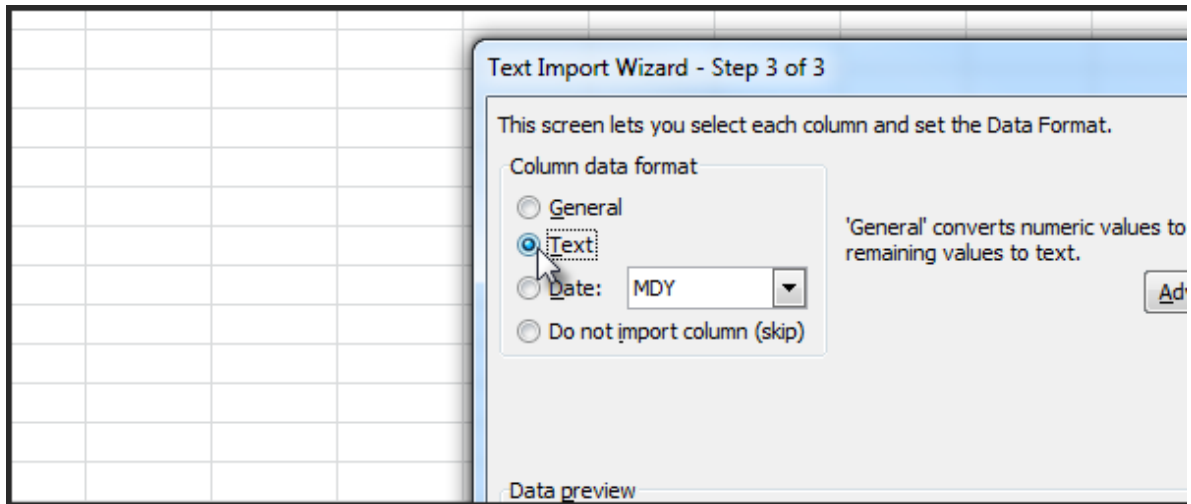 Text Import Wizard - Step 3 of 3
This screen lets you select each column and set the Data Format.
Column data format
General
Text
Date: MDY
Do not import column (skip)
'General' converts numeric values to
remaining values to text.
Adv
Data preview